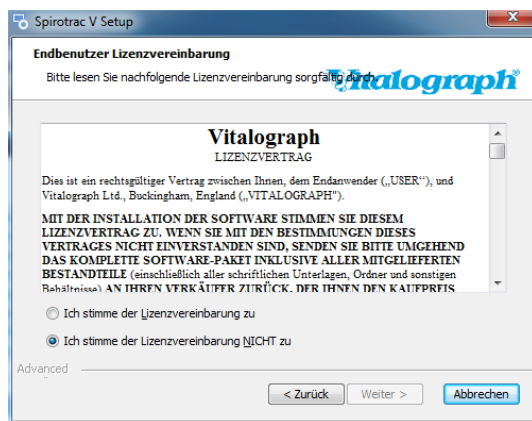 Spirotrac V Setup
Endbenutzer Lizenzvereinbarung
Bitte lesen Sie nachfolgende Lizenzvereinbarung sorgfältig durch.
Vitalograph®
Vitalograph
LIZENZVERTRAG
Dies ist ein rechtsgültiger Vertrag zwischen Ihnen, dem Endanwender („USER“), und
Vitalograph Ltd., Buckingham, England („VITALOGRAPH").
MIT DER INSTALLATION DER SOFTWARE STIMMEN SIE DIESEM
LIZENZVERTRAG ZU. WENN SIE MIT DEN BESTIMMUNGEN DIESES
VERTRAGES NICHT EINVERSTANDEN SIND, SENDEN SIE BITTE UMGEHEND
DAS KOMPLETTE SOFTWARE-PAKET INKLUSIVE ALLER MITGELIEFERTEN
BESTANDTEILE (einschließlich aller schriftlichen Unterlagen, Ordner und sonstigen
Behältnisse) AN IHREN VERKÄUFER ZURÜCK, DER IHNEN DEN KAUFPREIS
Ich stimme der Lizenzvereinbarung zu
Ich stimme der Lizenzvereinbarung NICHT zu
Advanced
< Zurück
Weiter >
Abbrechen